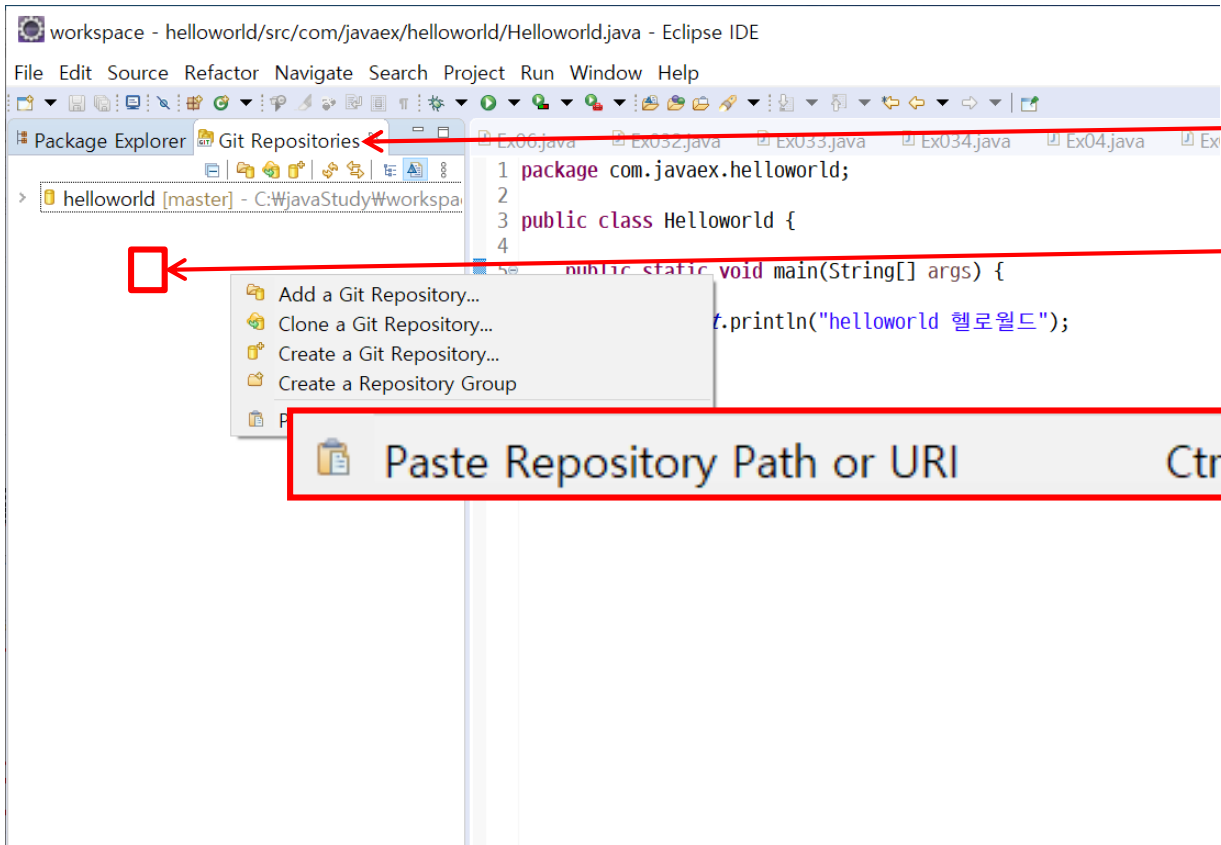 workspace - helloworld/src/com/javaex/helloworld/Helloworld.java - Eclipse IDE
File Edit Source Refactor Navigate Search Project Run Window Help
Package Explorer Git Repositories
Ex06.java Ex032.java Ex033.java Ex034.java Ex04.java Ex
helloworld [master] - C:₩javaStudy₩workspa
1 package com.javaex.helloworld;
2
3 public class Helloworld {
4
5 public static void main(String[] args) {
t.println("helloworld 헬로월드");
Add a Git Repository...
Clone a Git Repository...
Create a Git Repository...
Create a Repository Group
P
Paste Repository Path or URI Ctr